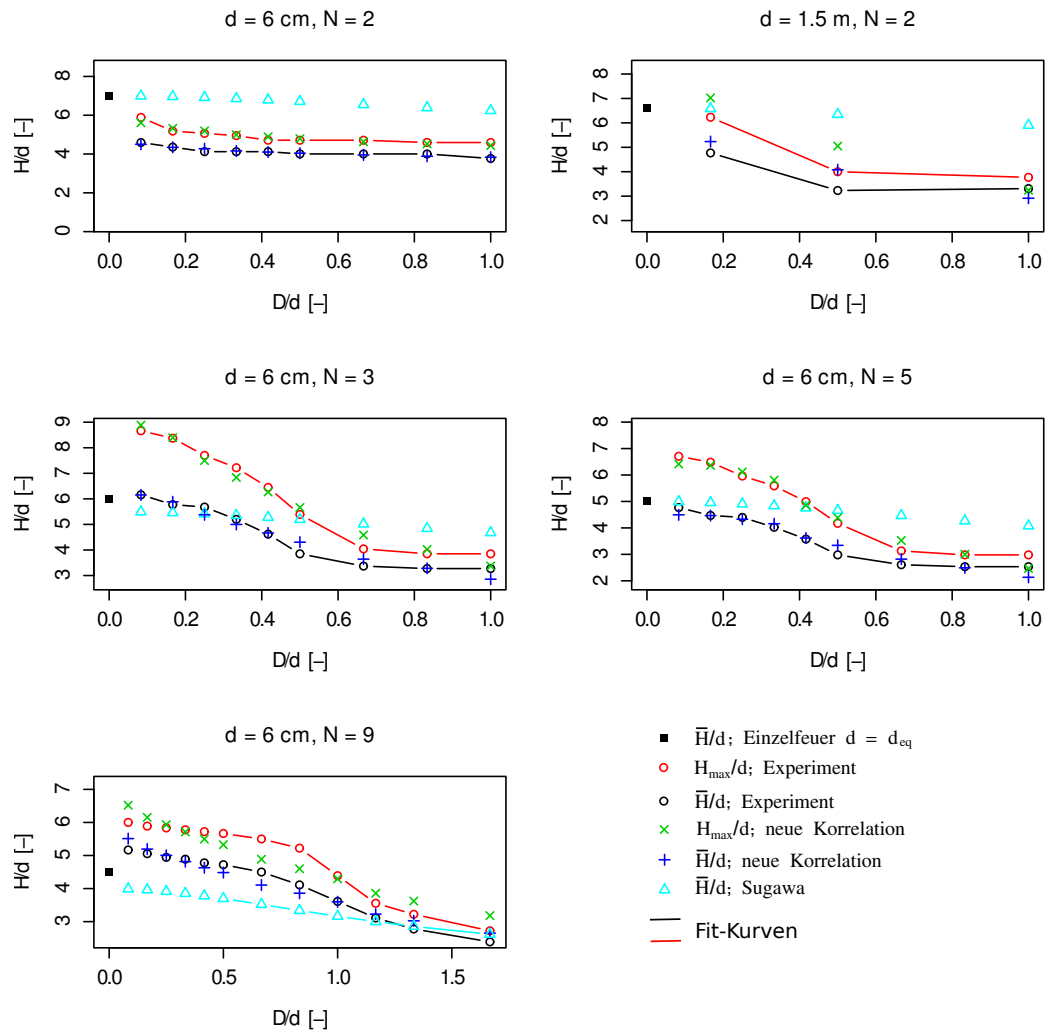 d = 6 cm, N = 2
H/d [–]
0 2 4 6 8
0.0 0.2 0.4 0.6 0.8 1.0
D/d [–]
d = 1.5 m, N = 2
H/d [–]
2 3 4 5 6 7 8
0.0 0.2 0.4 0.6 0.8 1.0
D/d [–]
d = 6 cm, N = 3
H/d [–]
3 4 5 6 7 8 9
0.0 0.2 0.4 0.6 0.8 1.0
D/d [–]
d = 6 cm, N = 5
H/d [–]
2 3 4 5 6 7 8
0.0 0.2 0.4 0.6 0.8 1.0
D/d [–]
d = 6 cm, N = 9
H/d [–]
3 4 5 6 7
0.0 0.5 1.0 1.5
D/d [–]
H̅/d; Einzelfeuer d = d_eq
H_max/d; Experiment
H̅/d; Experiment
H_max/d; neue Korrelation
H̅/d; neue Korrelation
H̅/d; Sugawa
Fit-Kurven